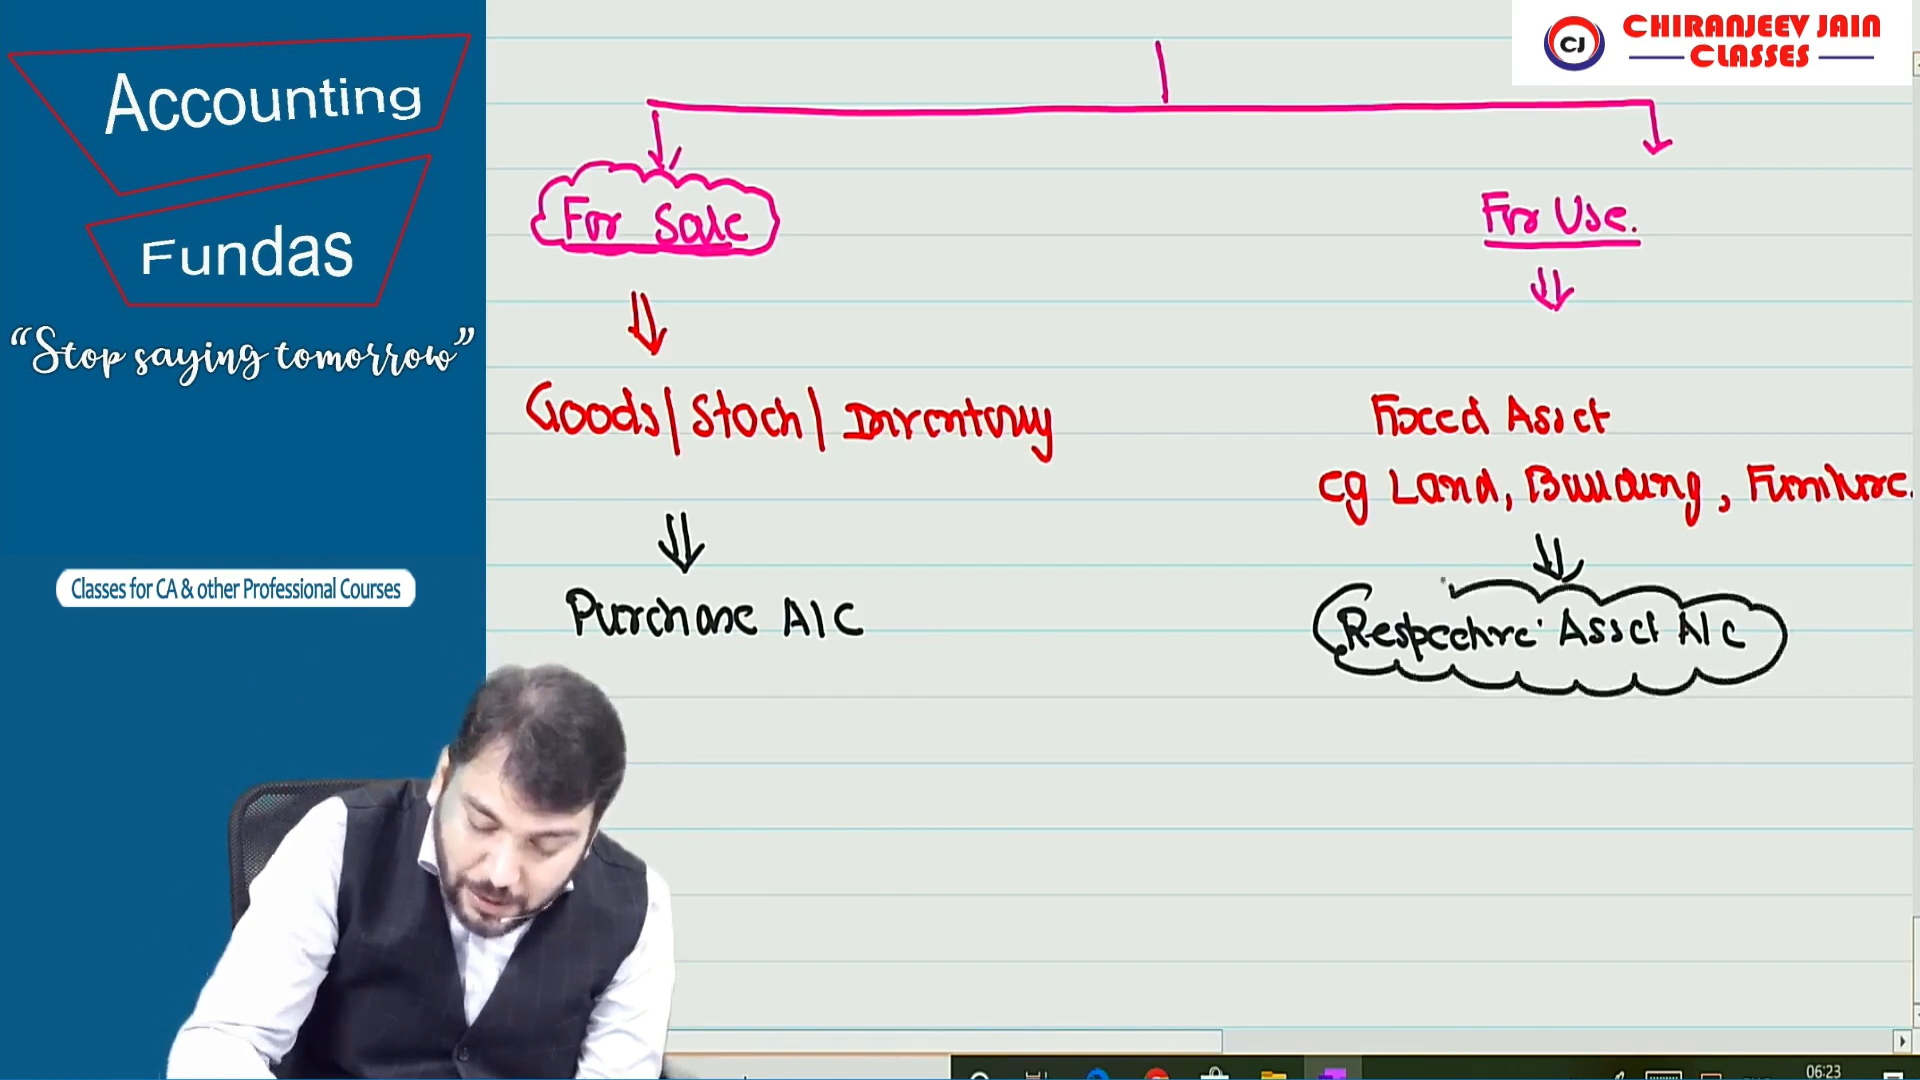 Accounting
Fundas
“Stop saying tomorrow”
Classes for CA & other Professional Courses
CJ
CHIRANJEEV JAIN
CLASSES
For Sale
For Use.
Goods/Stock/Inventory
Fixed Asset
eg Land, Building, Furniture.
Purchase A/C
Respective Asset A/C
06:23